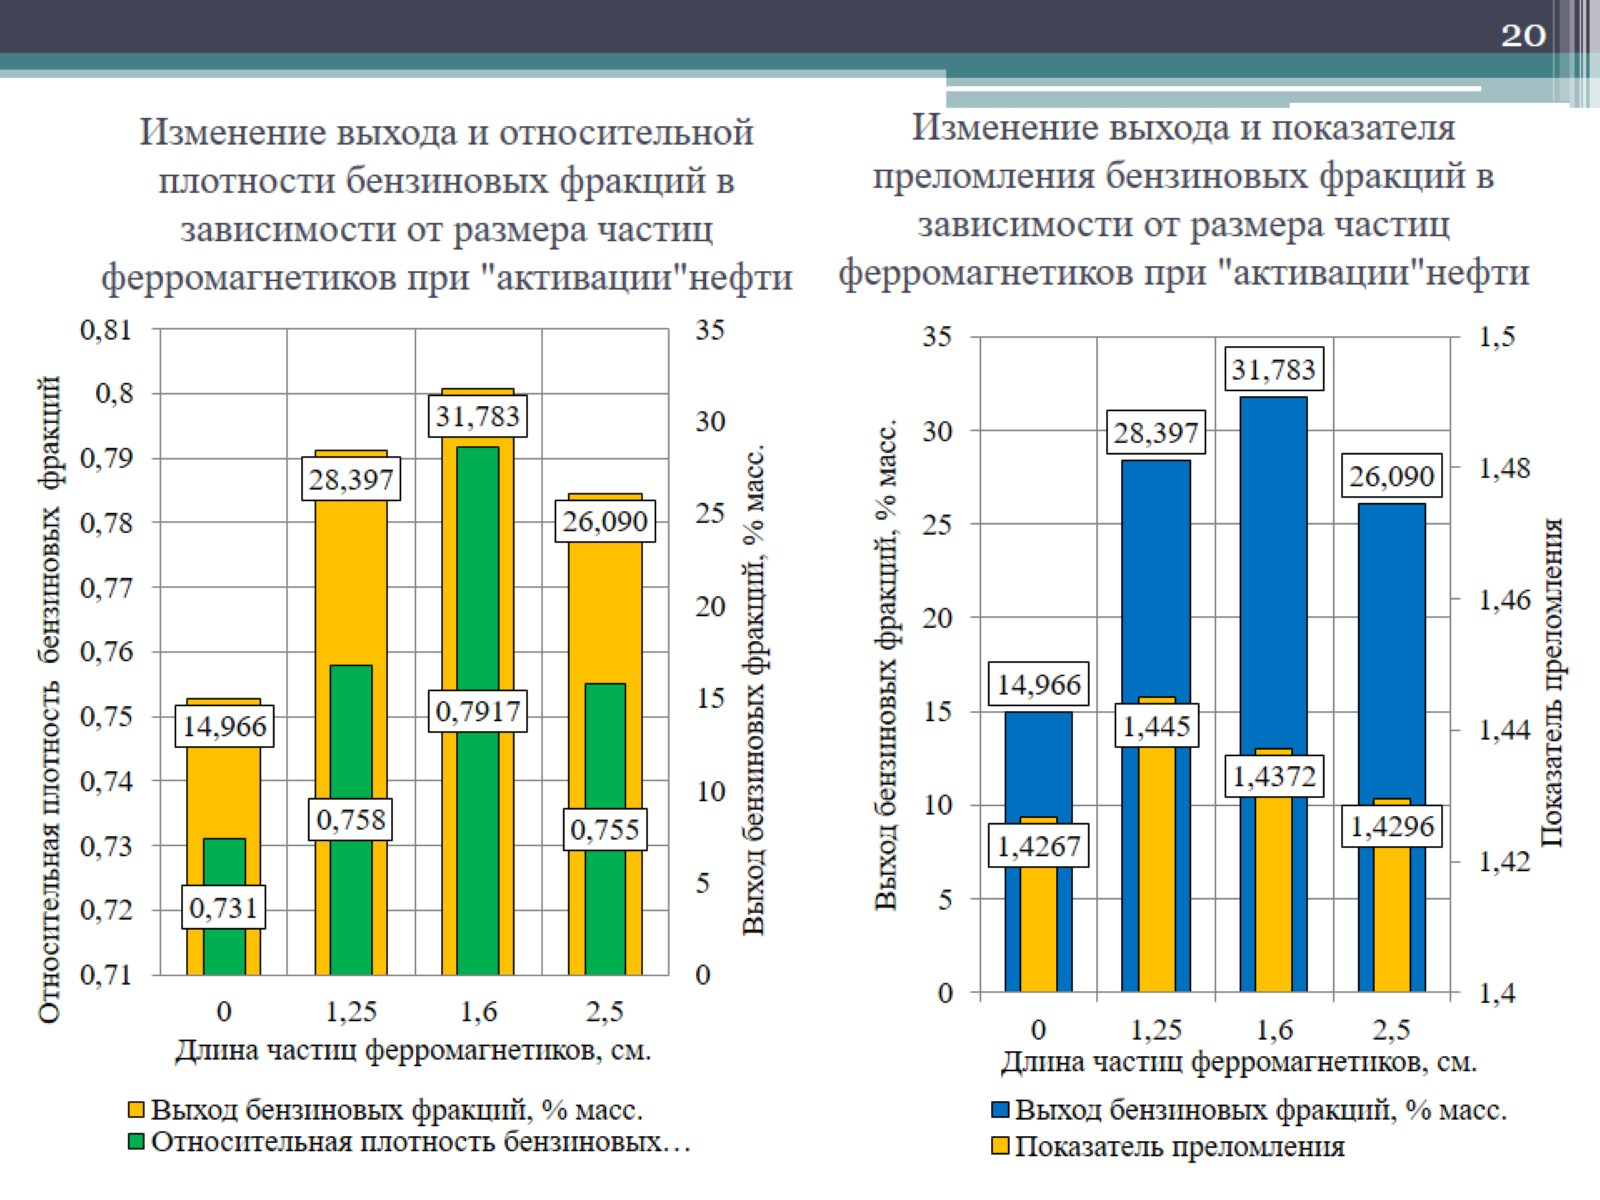 20
Изменение выхода и относительной
плотности бензиновых фракций в
зависимости от размера частиц
ферромагнетиков при "активации"нефти
0,81
0,8
0,79
0,78
0,77
0,76
0,75
0,74
0,73
0,72
0,71
Относительная плотность бензиновых фракций
35
30
25
20
15
10
5
0
Выход бензиновых фракций, % масс.
14,966
28,397
31,783
26,090
0,731
0,758
0,7917
0,755
0 1,25 1,6 2,5
Длина частиц ферромагнетиков, см.
Выход бензиновых фракций, % масс.
Относительная плотность бензиновых…
Изменение выхода и показателя
преломления бензиновых фракций в
зависимости от размера частиц
ферромагнетиков при "активации"нефти
35
30
25
20
15
10
5
0
Выход бензиновых фракций, % масс.
1,5
1,48
1,46
1,44
1,42
1,4
Показатель преломления
14,966
28,397
31,783
26,090
1,4267
1,445
1,4372
1,4296
0 1,25 1,6 2,5
Длина частиц ферромагнетиков, см.
Выход бензиновых фракций, % масс.
Показатель преломления